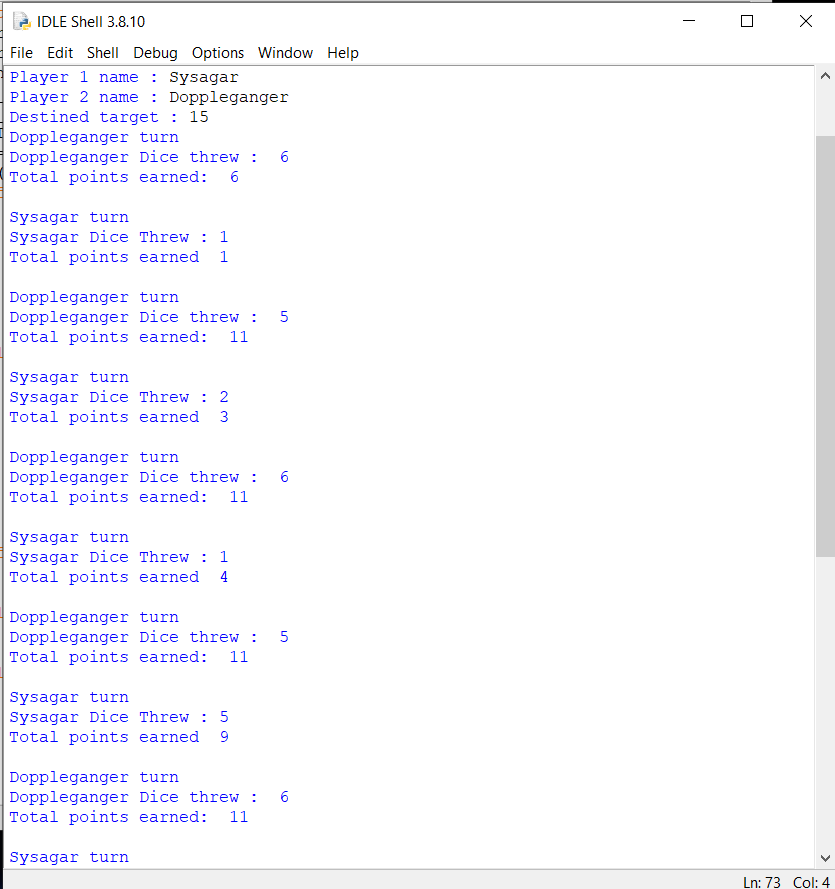 IDLE Shell 3.8.10
File Edit Shell Debug Options Window Help
Player 1 name : Sysagar
Player 2 name : Doppleganger
Destined target : 15
Doppleganger turn
Doppleganger Dice threw :  6
Total points earned:  6

Sysagar turn
Sysagar Dice Threw : 1
Total points earned  1

Doppleganger turn
Doppleganger Dice threw :  5
Total points earned:  11

Sysagar turn
Sysagar Dice Threw : 2
Total points earned  3

Doppleganger turn
Doppleganger Dice threw :  6
Total points earned:  11

Sysagar turn
Sysagar Dice Threw : 1
Total points earned  4

Doppleganger turn
Doppleganger Dice threw :  5
Total points earned:  11

Sysagar turn
Sysagar Dice Threw : 5
Total points earned  9

Doppleganger turn
Doppleganger Dice threw :  6
Total points earned:  11

Sysagar turn
Ln: 73 Col: 4